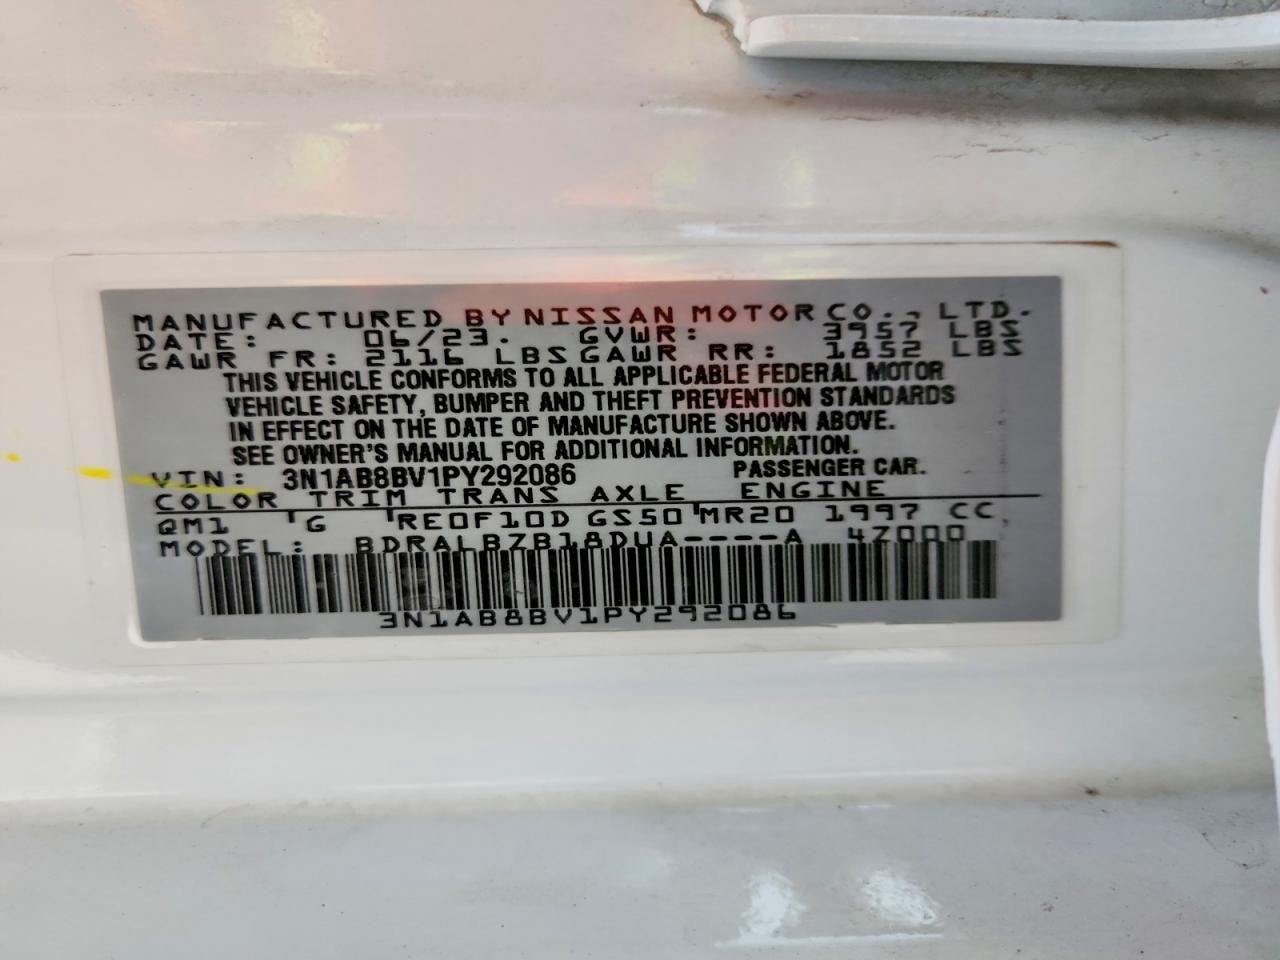 MANUFACTURED BY NISSAN MOTOR CO., LTD.
DATE: 06/23. GVWR: 3957 LBS
GAWR FR: 2116 LBS GAWR RR: 1852 LBS
THIS VEHICLE CONFORMS TO ALL APPLICABLE FEDERAL MOTOR
VEHICLE SAFETY, BUMPER AND THEFT PREVENTION STANDARDS
IN EFFECT ON THE DATE OF MANUFACTURE SHOWN ABOVE.
SEE OWNER'S MANUAL FOR ADDITIONAL INFORMATION.
VIN: 3N1AB8BV1PY292086 PASSENGER CAR.
COLOR TRIM TRANS AXLE ENGINE
QM1 'G 'RE0F10D GS50'MR20 1997 CC
MODEL: BDRALBZB18DUA----A 4Z000
3N1AB8BV1PY292086